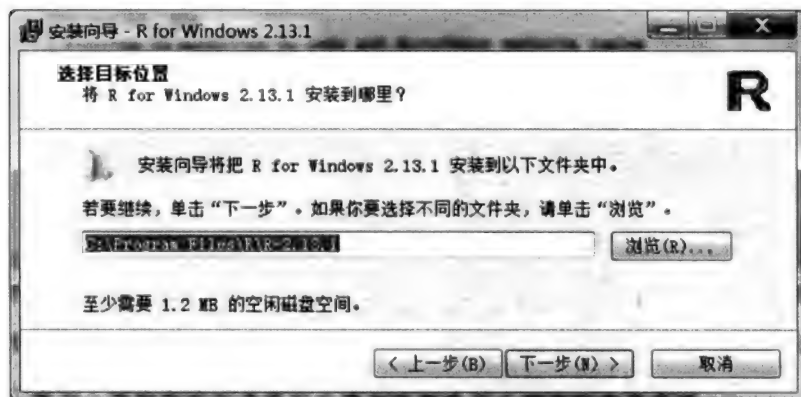 安装向导 - R for Windows 2.13.1
选择目标位置
将 R for Windows 2.13.1 安装到哪里？
R
安装向导将把 R for Windows 2.13.1 安装到以下文件夹中。
若要继续，单击“下一步”。如果你要选择不同的文件夹，请单击“浏览”。
浏览(R)...
至少需要 1.2 MB 的空闲磁盘空间。
< 上一步(B) 下一步(N) > 取消